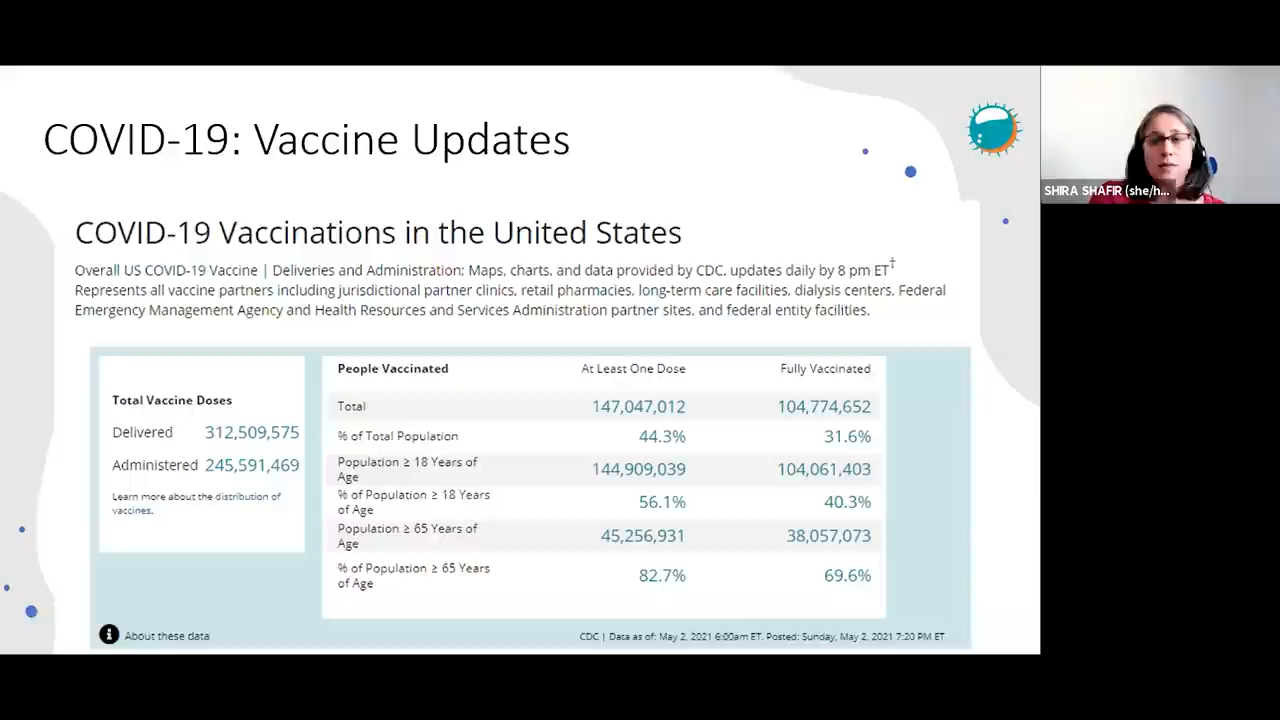 COVID-19: Vaccine Updates
SHIRA SHAFIR (she/h...
COVID-19 Vaccinations in the United States
Overall US COVID-19 Vaccine | Deliveries and Administration; Maps, charts, and data provided by CDC, updates daily by 8 pm ET†
Represents all vaccine partners including jurisdictional partner clinics, retail pharmacies, long-term care facilities, dialysis centers, Federal
Emergency Management Agency and Health Resources and Services Administration partner sites, and federal entity facilities.
Total Vaccine Doses
Delivered 312,509,575
Administered 245,591,469
Learn more about the distribution of
vaccines.
People Vaccinated At Least One Dose Fully Vaccinated
Total 147,047,012 104,774,652
% of Total Population 44.3% 31.6%
Population ≥ 18 Years of
Age 144,909,039 104,061,403
% of Population ≥ 18 Years
of Age 56.1% 40.3%
Population ≥ 65 Years of
Age 45,256,931 38,057,073
% of Population ≥ 65 Years
of Age 82.7% 69.6%
i About these data
CDC | Data as of: May 2, 2021 6:00am ET. Posted: Sunday, May 2, 2021 7:20 PM ET